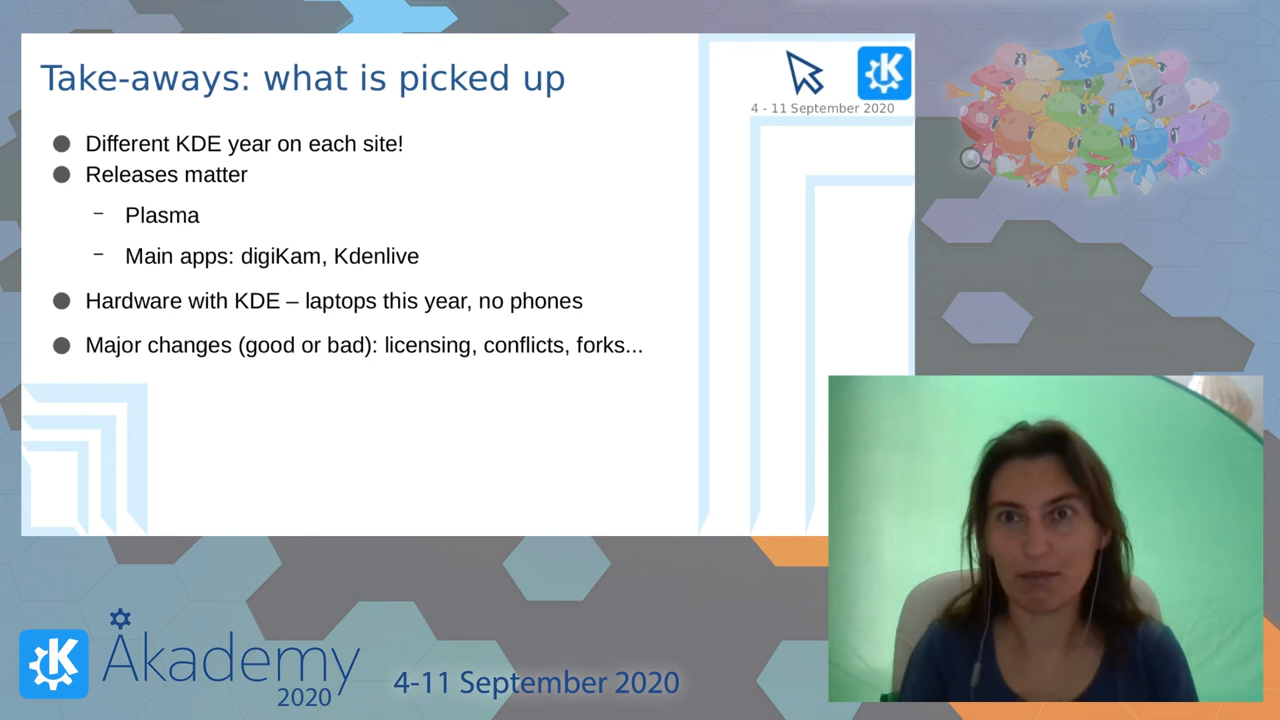 Take-aways: what is picked up
4 - 11 September 2020
Different KDE year on each site!
Releases matter
– Plasma
– Main apps: digiKam, Kdenlive
Hardware with KDE – laptops this year, no phones
Major changes (good or bad): licensing, conflicts, forks...
Akademy
2020
4-11 September 2020